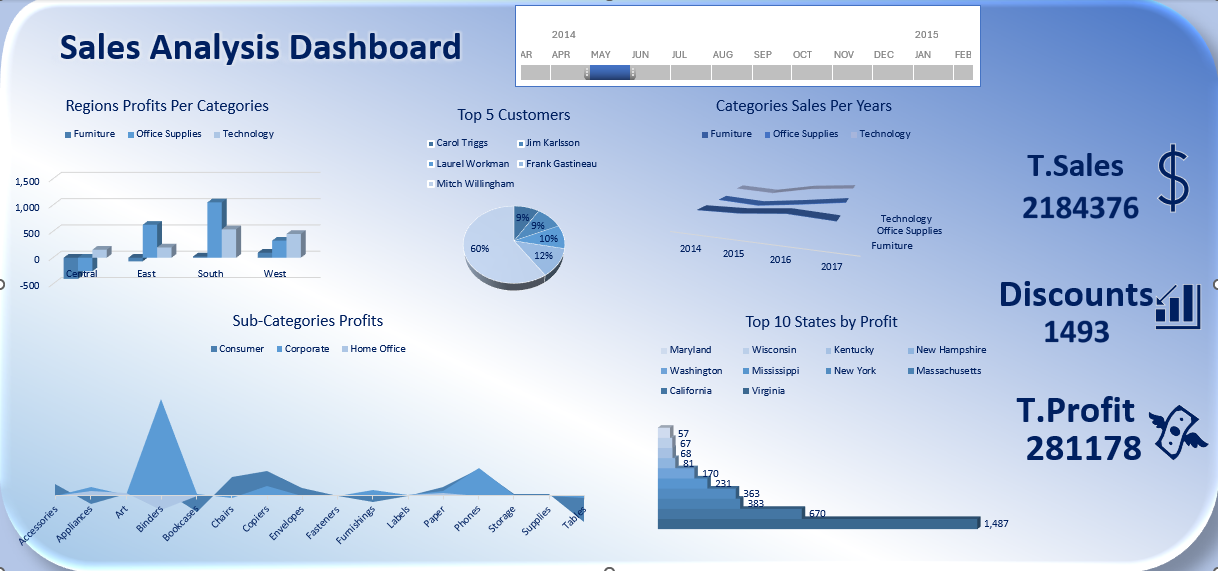 Sales Analysis Dashboard
2014 2015
AR APR MAY JUN JUL AUG SEP OCT NOV DEC JAN FEB
Regions Profits Per Categories
Furniture Office Supplies Technology
1,500
1,000
500
0
-500
Central East South West
Top 5 Customers
Carol Triggs Jim Karlsson
Laurel Workman Frank Gastineau
Mitch Willingham
9%
9%
10%
12%
60%
Categories Sales Per Years
Furniture Office Supplies Technology
Technology
Office Supplies
Furniture
2014 2015 2016 2017
T.Sales
2184376
Discounts
1493
T.Profit
281178
Sub-Categories Profits
Consumer Corporate Home Office
Accessories Appliances Art Binders Bookcases Chairs Copiers Envelopes Fasteners Furnishings Labels Paper Phones Storage Supplies Tables
Top 10 States by Profit
Maryland Wisconsin Kentucky New Hampshire
Washington Mississippi New York Massachusetts
California Virginia
57
67
68
81
170
231
363
383
670
1,487